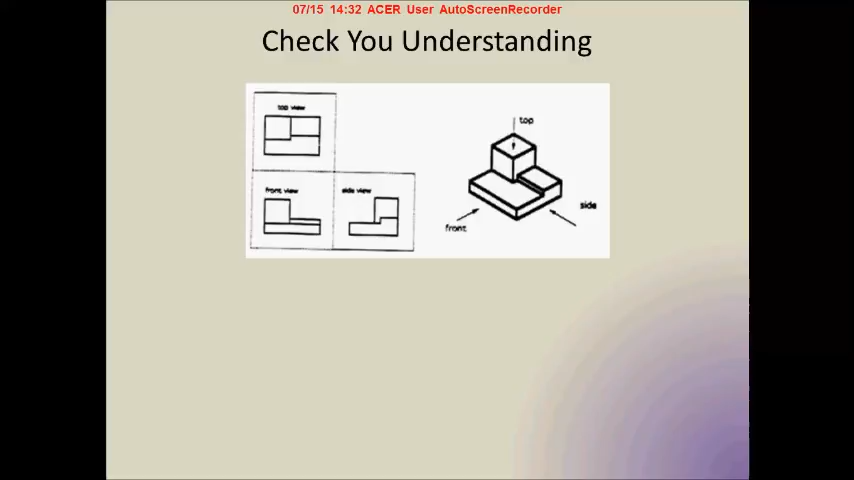 07/15 14:32 ACER User AutoScreenRecorder
Check You Understanding
top view
top
front view
side view
side
front